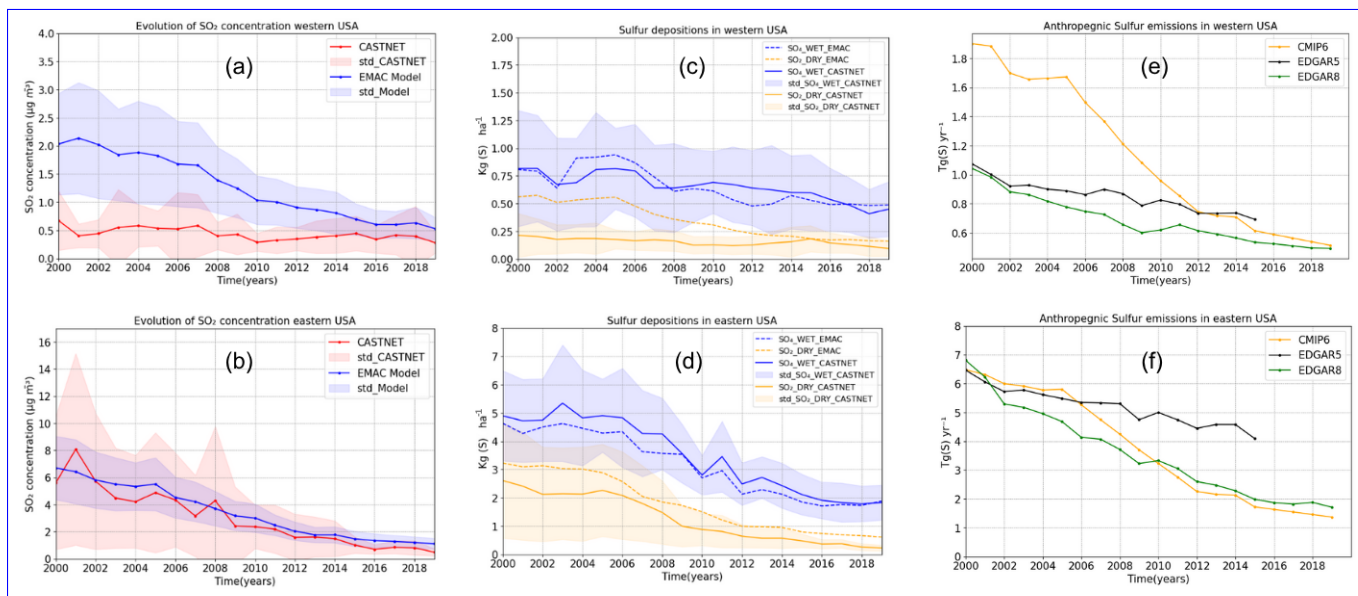 Evolution of SO₂ concentration western USA
(a)
CASTNET
std_CASTNET
EMAC Model
std_Model
SO₂ concentration (μg m̄³)
4.0
3.5
3.0
2.5
2.0
1.5
1.0
0.5
0.0
2000 2002 2004 2006 2008 2010 2012 2014 2016 2018
Time(years)
Sulfur depositions in western USA
(c)
SO₄_WET_EMAC
SO₂_DRY_EMAC
SO₄_WET_CASTNET
std_SO₄_WET_CASTNET
SO₂_DRY_CASTNET
std_SO₂_DRY_CASTNET
Kg (S) ha⁻¹
2.00
1.75
1.50
1.25
1.00
0.75
0.50
0.25
0.00
2000 2002 2004 2006 2008 2010 2012 2014 2016 2018
Time(years)
Anthropegnic Sulfur emissions in western USA
(e)
CMIP6
EDGAR5
EDGAR8
Tg(S) yr⁻¹
1.8
1.6
1.4
1.2
1.0
0.8
0.6
2000 2002 2004 2006 2008 2010 2012 2014 2016 2018
Time(years)
Evolution of SO₂ concentration eastern USA
(b)
CASTNET
std_CASTNET
EMAC Model
std_Model
SO₂ concentration (μg m̄³)
16
14
12
10
8
6
4
2
0
2000 2002 2004 2006 2008 2010 2012 2014 2016 2018
Time(years)
Sulfur depositions in eastern USA
(d)
SO₄_WET_EMAC
SO₂_DRY_EMAC
SO₄_WET_CASTNET
std_SO₄_WET_CASTNET
SO₂_DRY_CASTNET
std_SO₂_DRY_CASTNET
Kg (S) ha⁻¹
8
7
6
5
4
3
2
1
0
2000 2002 2004 2006 2008 2010 2012 2014 2016 2018
Time(years)
Anthropegnic Sulfur emissions in eastern USA
(f)
CMIP6
EDGAR5
EDGAR8
Tg(S) yr⁻¹
8
7
6
5
4
3
2
1
0
2000 2002 2004 2006 2008 2010 2012 2014 2016 2018
Time(years)